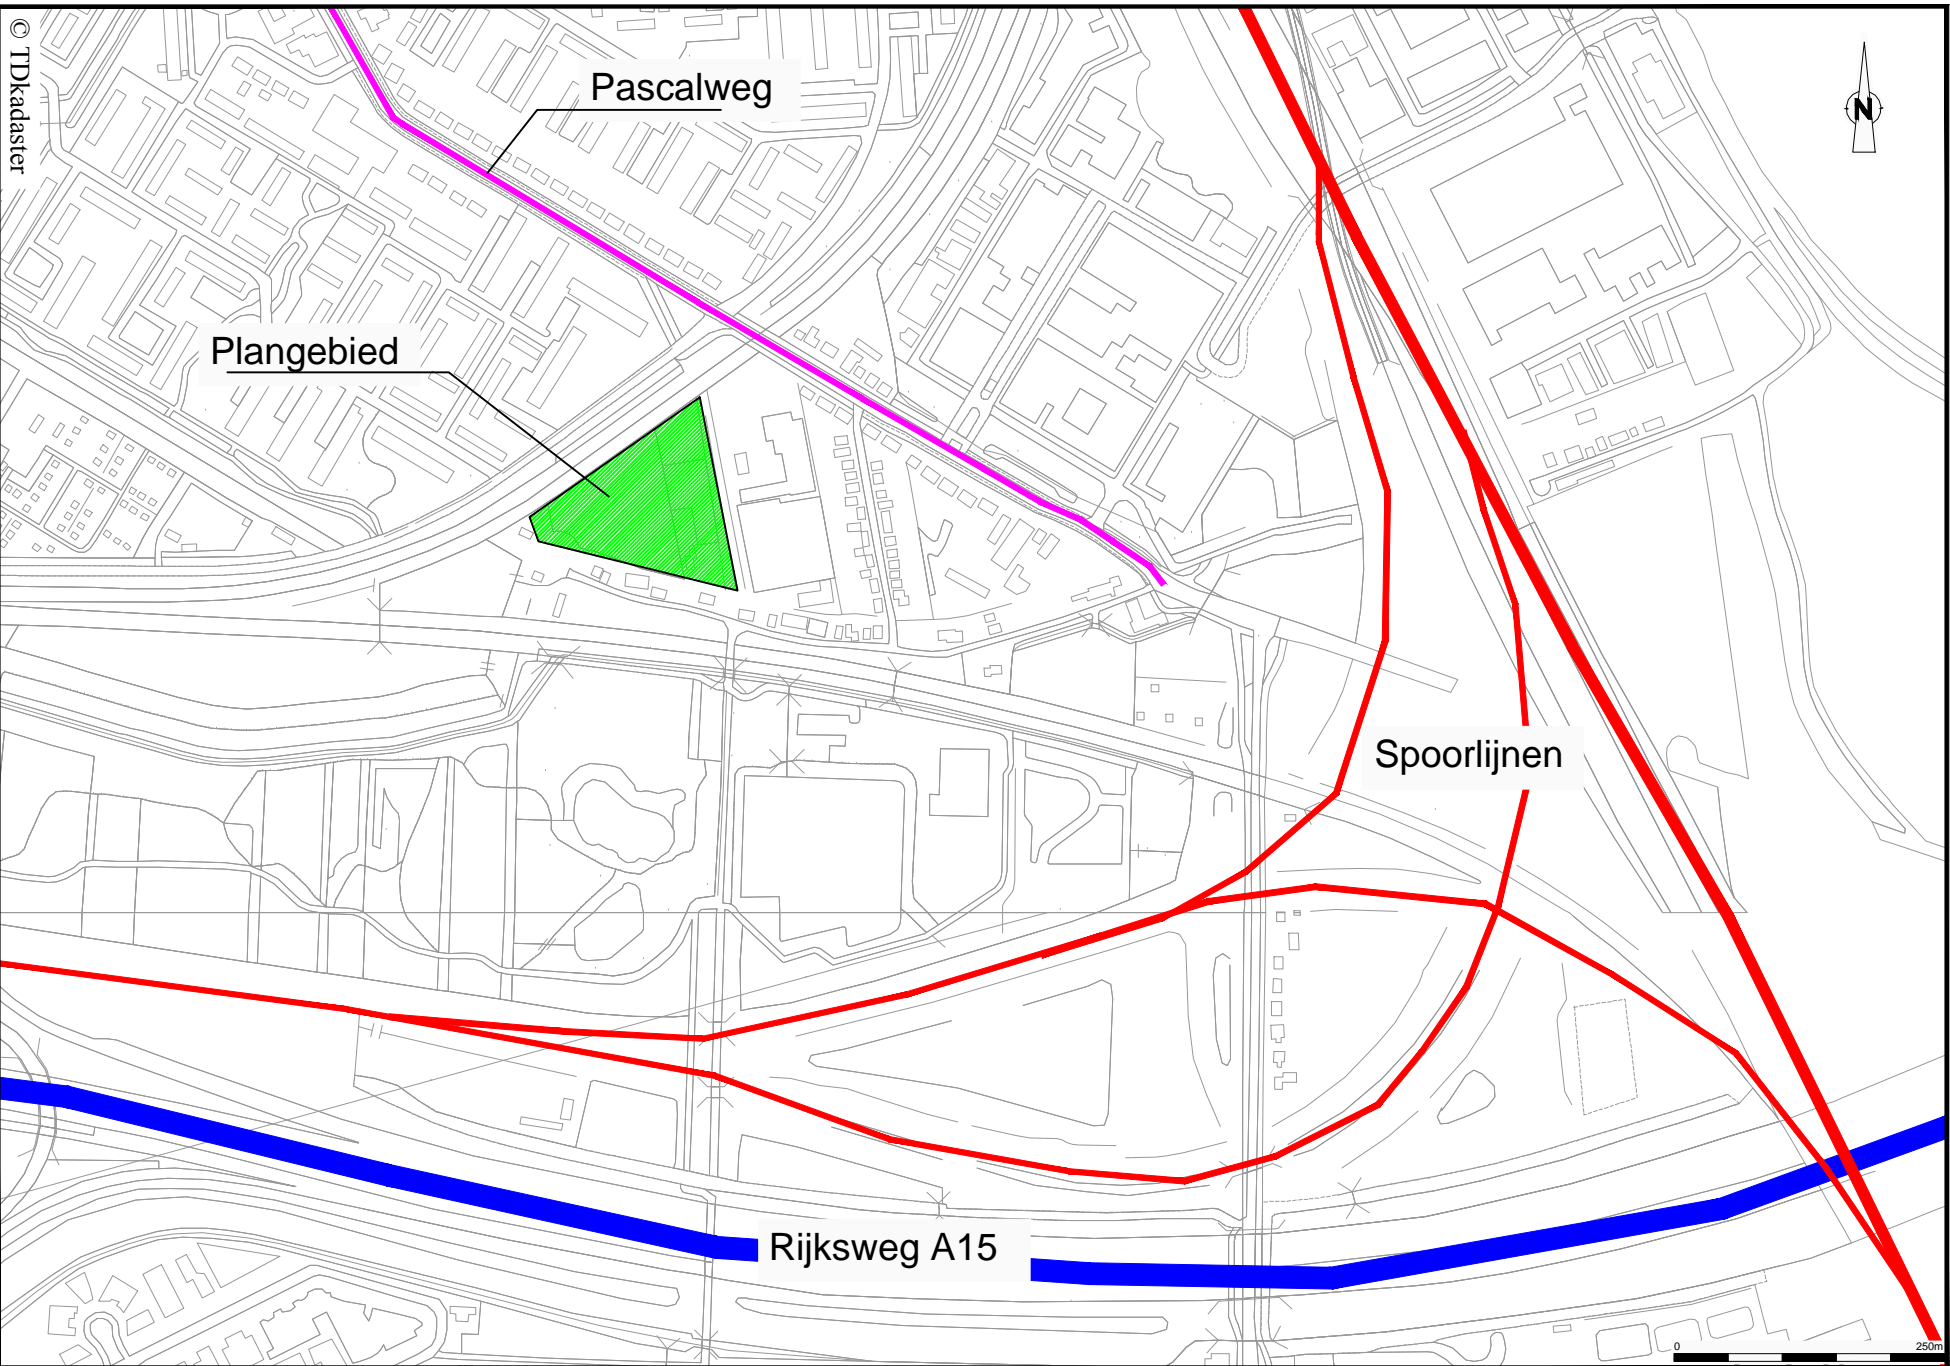 © TDkadaster
Pascalweg
N
Plangebied
Spoorlijnen
Rijksweg A15
0 250m